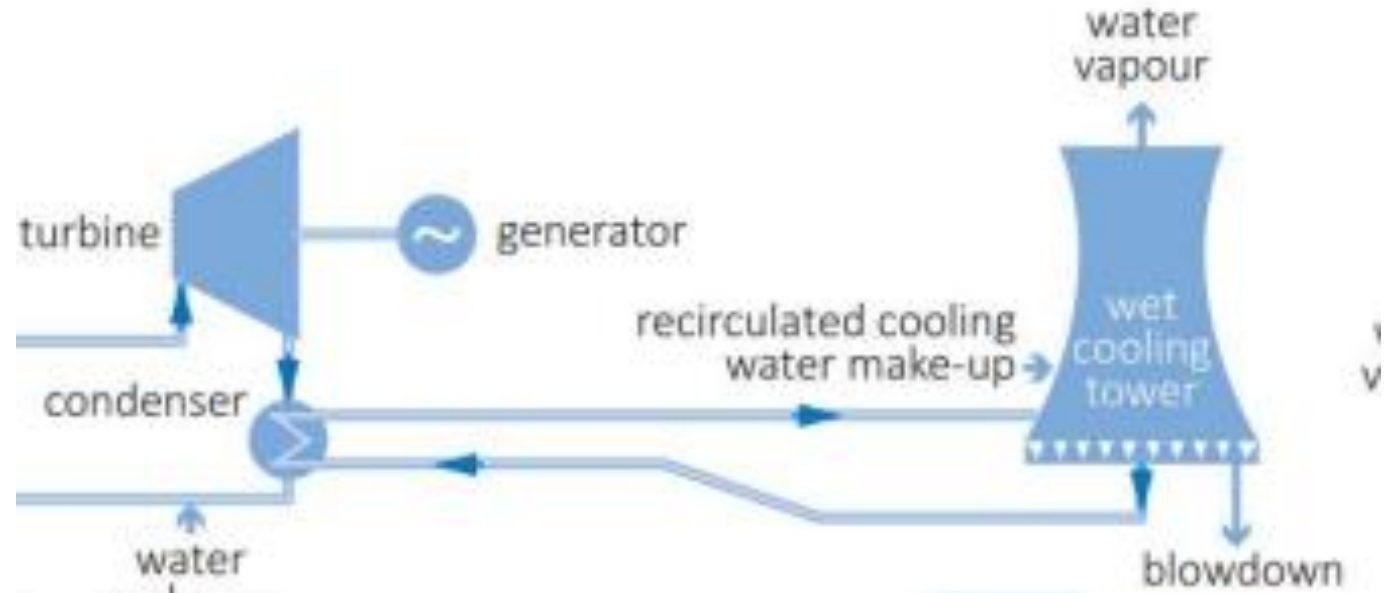 water
vapour
turbine
generator
recirculated cooling
water make-up
wet
cooling
tower
condenser
water
blowdown